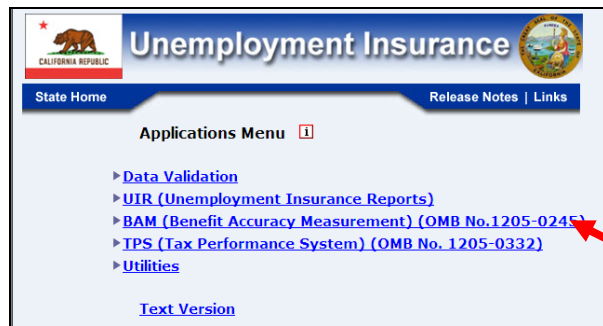 CALIFORNIA REPUBLIC
Unemployment Insurance
State Home
Release Notes | Links
Applications Menu i
Data Validation
UIR (Unemployment Insurance Reports)
BAM (Benefit Accuracy Measurement) (OMB No.1205-0245)
TPS (Tax Performance System) (OMB No. 1205-0332)
Utilities
Text Version